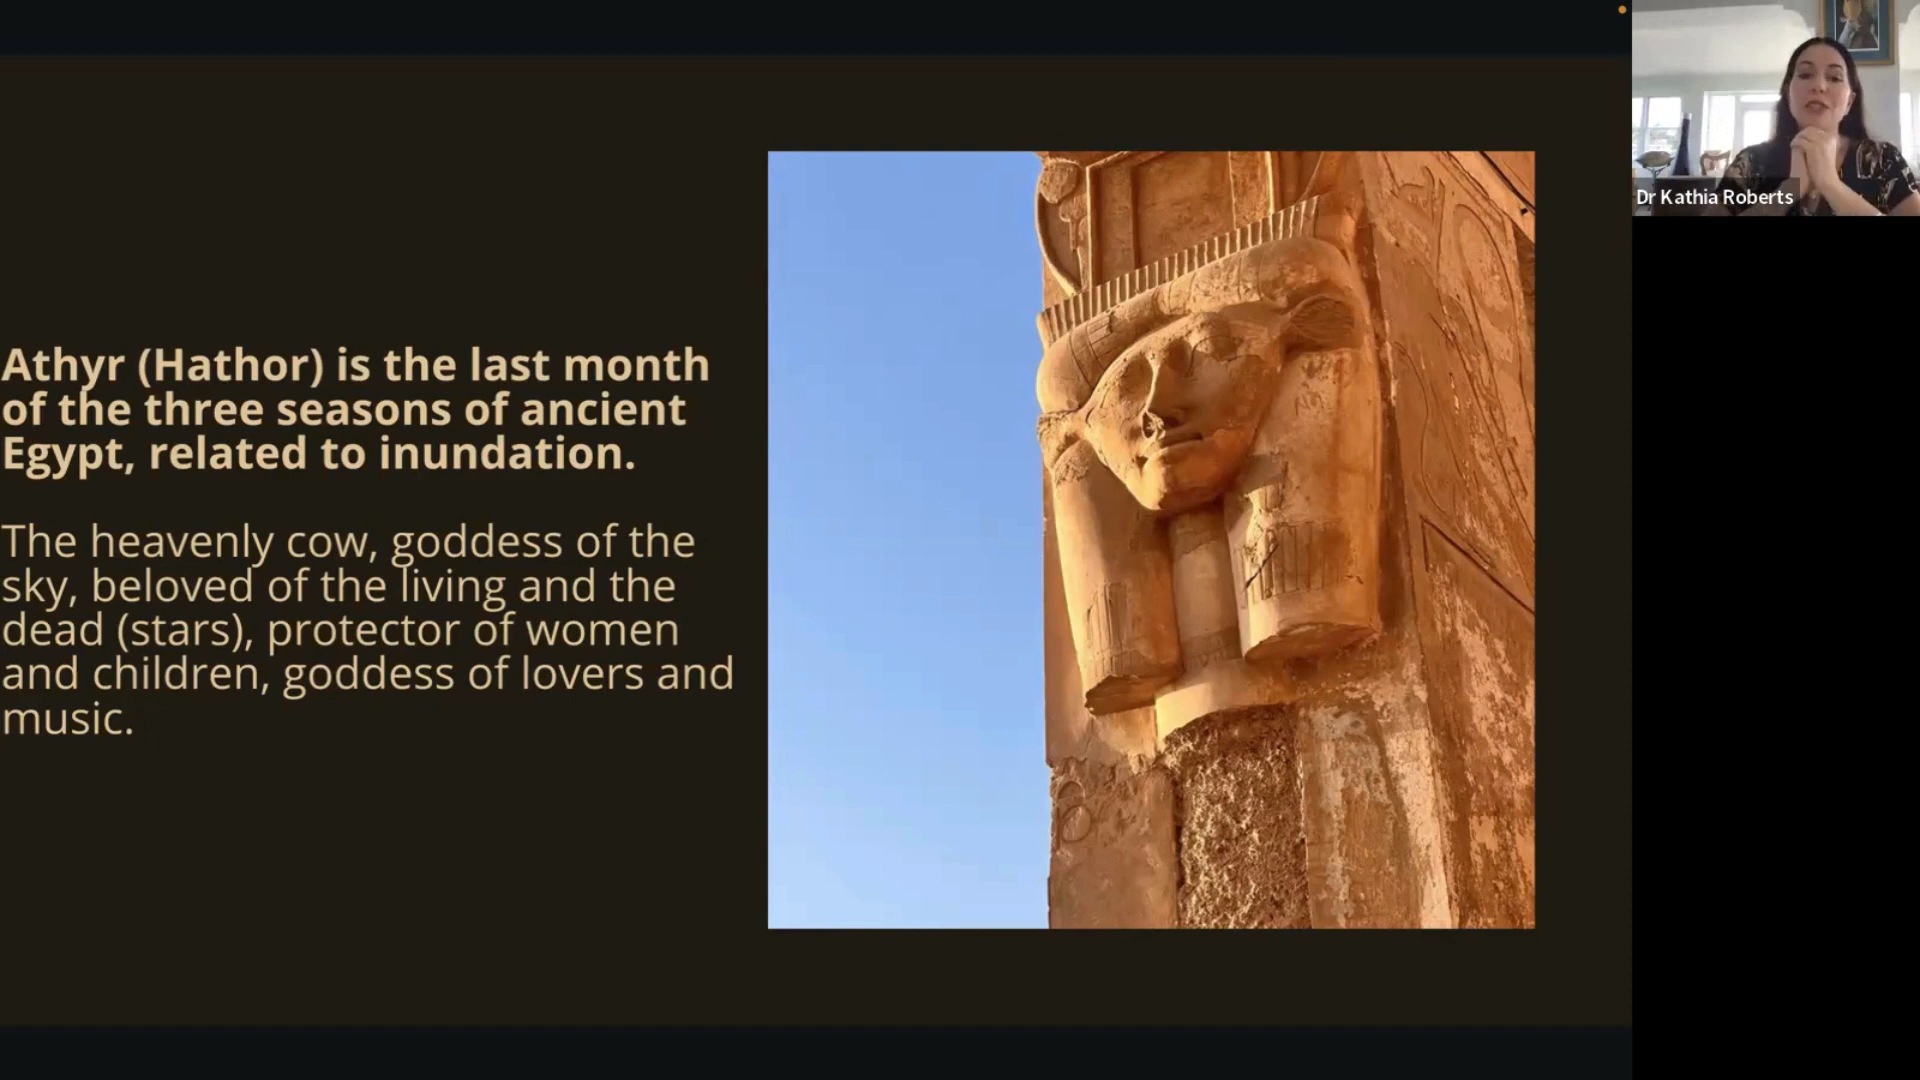 Athyr (Hathor) is the last month
of the three seasons of ancient
Egypt, related to inundation.
The heavenly cow, goddess of the
sky, beloved of the living and the
dead (stars), protector of women
and children, goddess of lovers and
music.
Dr Kathia Roberts